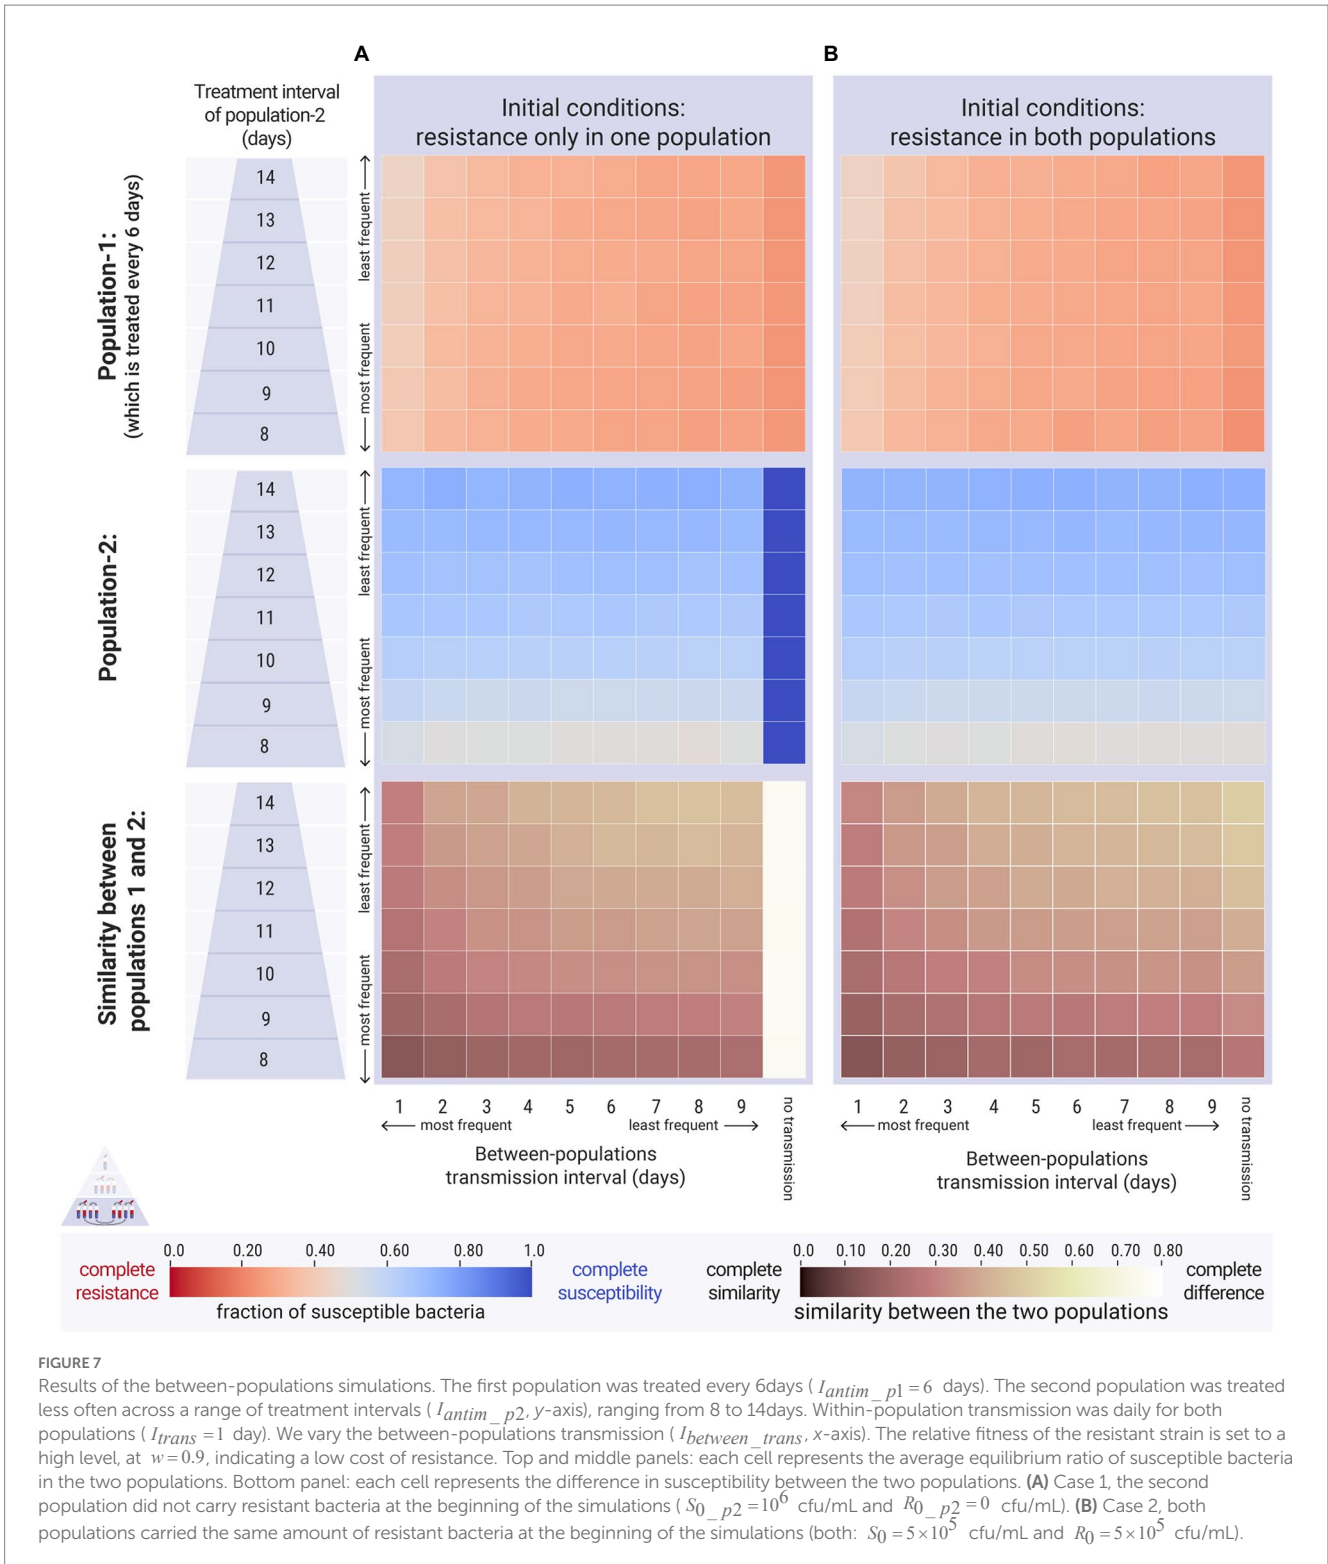 A
B
Treatment interval
of population-2
(days)
Initial conditions:
resistance only in one population
Initial conditions:
resistance in both populations
Population-1:
(which is treated every 6 days)
14
13
12
11
10
9
8
← most frequent
least frequent →
Population-2:
14
13
12
11
10
9
8
← most frequent
least frequent →
Similarity between
populations 1 and 2:
14
13
12
11
10
9
8
← most frequent
least frequent →
1 2 3 4 5 6 7 8 9 no transmission
← most frequent least frequent →
Between-populations
transmission interval (days)
1 2 3 4 5 6 7 8 9 no transmission
← most frequent least frequent →
Between-populations
transmission interval (days)
0.0 0.20 0.40 0.60 0.80 1.0
complete
resistance
complete
susceptibility
fraction of susceptible bacteria
0.0 0.10 0.20 0.30 0.40 0.50 0.60 0.70 0.80
complete
similarity
complete
difference
similarity between the two populations
FIGURE 7
Results of the between-populations simulations. The first population was treated every 6days ( I_antim_p1 = 6 days). The second population was treated
less often across a range of treatment intervals ( I_antim_p2, y-axis), ranging from 8 to 14days. Within-population transmission was daily for both
populations ( I_trans = 1 day). We vary the between-populations transmission ( I_between_trans, x-axis). The relative fitness of the resistant strain is set to a
high level, at w = 0.9, indicating a low cost of resistance. Top and middle panels: each cell represents the average equilibrium ratio of susceptible bacteria
in the two populations. Bottom panel: each cell represents the difference in susceptibility between the two populations. (A) Case 1, the second
population did not carry resistant bacteria at the beginning of the simulations ( S_0_p2 = 10^6 cfu/mL and R_0_p2 = 0 cfu/mL). (B) Case 2, both
populations carried the same amount of resistant bacteria at the beginning of the simulations (both: S_0 = 5×10^5 cfu/mL and R_0 = 5×10^5 cfu/mL).